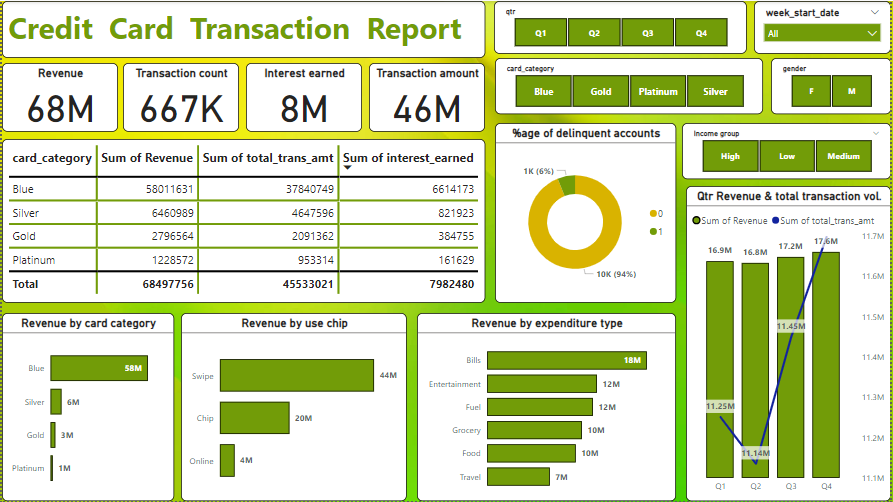 Credit Card Transaction Report
qtr
Q1 Q2 Q3 Q4
week_start_date
All
Revenue
68M
Transaction count
667K
Interest earned
8M
Transaction amount
46M
card_category
Blue Gold Platinum Silver
gender
F M
card_category Sum of Revenue Sum of total_trans_amt Sum of interest_earned
Blue 58011631 37840749 6614173
Silver 6460989 4647596 821923
Gold 2796564 2091362 384755
Platinum 1228572 953314 161629
Total 68497756 45533021 7982480
%age of delinquent accounts
1K (6%)
0
1
10K (94%)
Income group
High Low Medium
Qtr Revenue & total transaction vol.
Sum of Revenue Sum of total_trans_amt
16.9M 16.8M 17.2M 17.6M
11.25M 11.14M 11.45M
11.7M
11.6M
11.5M
11.4M
11.3M
11.2M
11.1M
Q1 Q2 Q3 Q4
Revenue by card category
Blue 58M
Silver 6M
Gold 3M
Platinum 1M
Revenue by use chip
Swipe 44M
Chip 20M
Online 4M
Revenue by expenditure type
Bills 18M
Entertainment 12M
Fuel 12M
Grocery 10M
Food 10M
Travel 7M